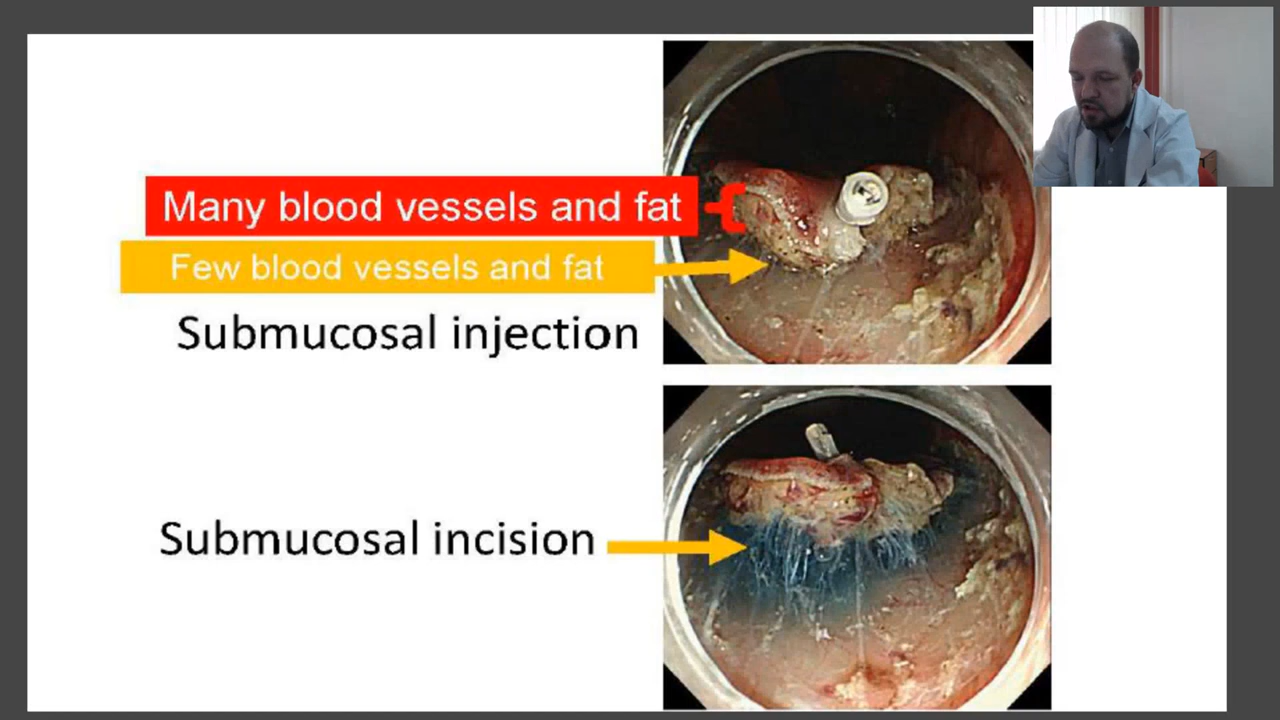 Many blood vessels and fat
Few blood vessels and fat
Submucosal injection
Submucosal incision